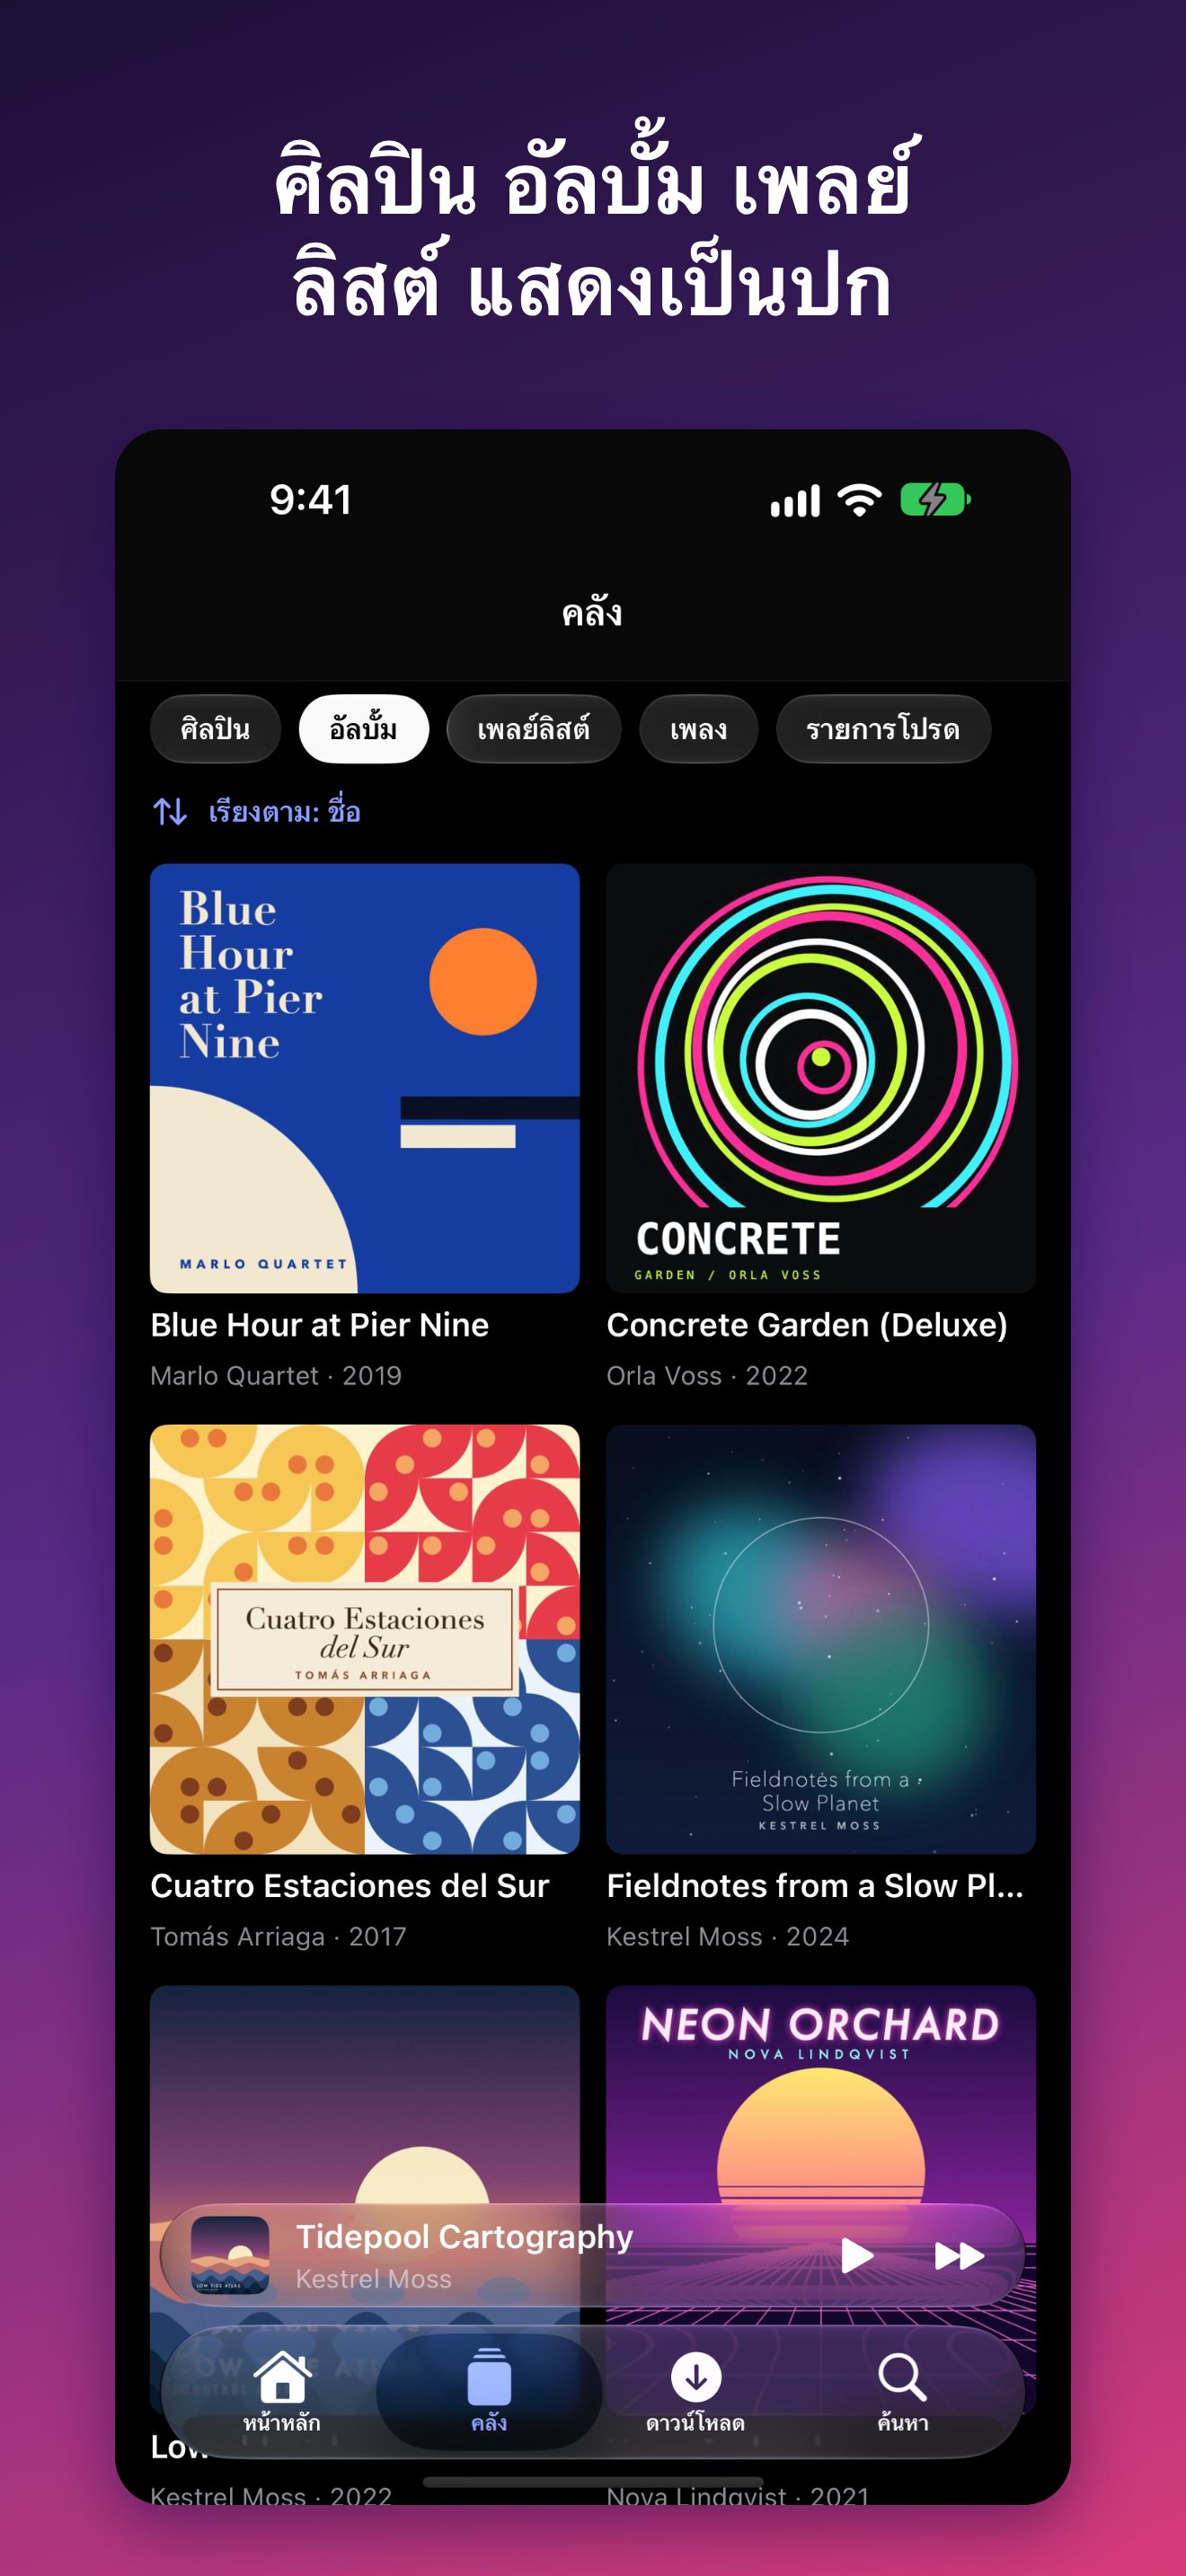 ศิลปิน อัลบั้ม เพลย์
ลิสต์ แสดงเป็นปก
9:41
คลัง
ศิลปิน
อัลบั้ม
เพลย์ลิสต์
เพลง
รายการโปรด
เรียงตาม: ชื่อ
Blue
Hour
at Pier
Nine
MARLO QUARTET
CONCRETE
GARDEN / ORLA VOSS
Blue Hour at Pier Nine
Concrete Garden (Deluxe)
Marlo Quartet · 2019
Orla Voss · 2022
Cuatro Estaciones
del Sur
TOMÁS ARRIAGA
Fieldnotes from a
Slow Planet
KESTREL MOSS
Cuatro Estaciones del Sur
Fieldnotes from a Slow Pl...
Tomás Arriaga · 2017
Kestrel Moss · 2024
NEON ORCHARD
NOVA LINDQVIST
Tidepool Cartography
Kestrel Moss
LOW TIDE ATLAS
หน้าหลัก
คลัง
ดาวน์โหลด
ค้นหา
Low
Kestrel Moss · 2022
Nova Lindqvist · 2021